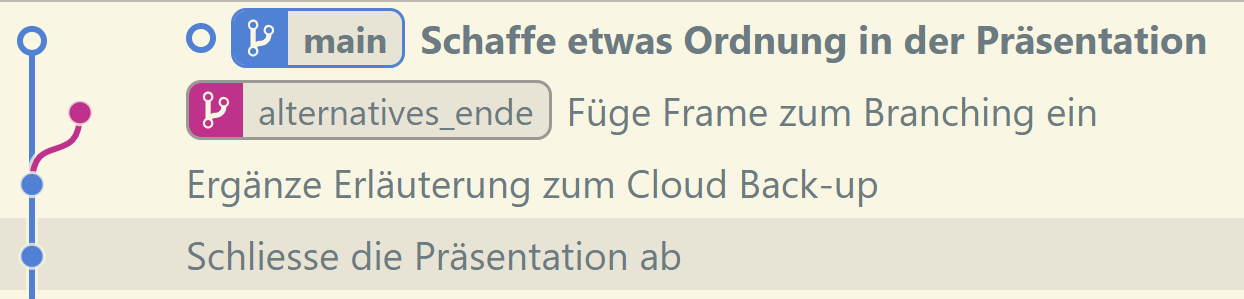 main Schaffe etwas Ordnung in der Präsentation
alternatives_ende Füge Frame zum Branching ein
Ergänze Erläuterung zum Cloud Back-up
Schliesse die Präsentation ab